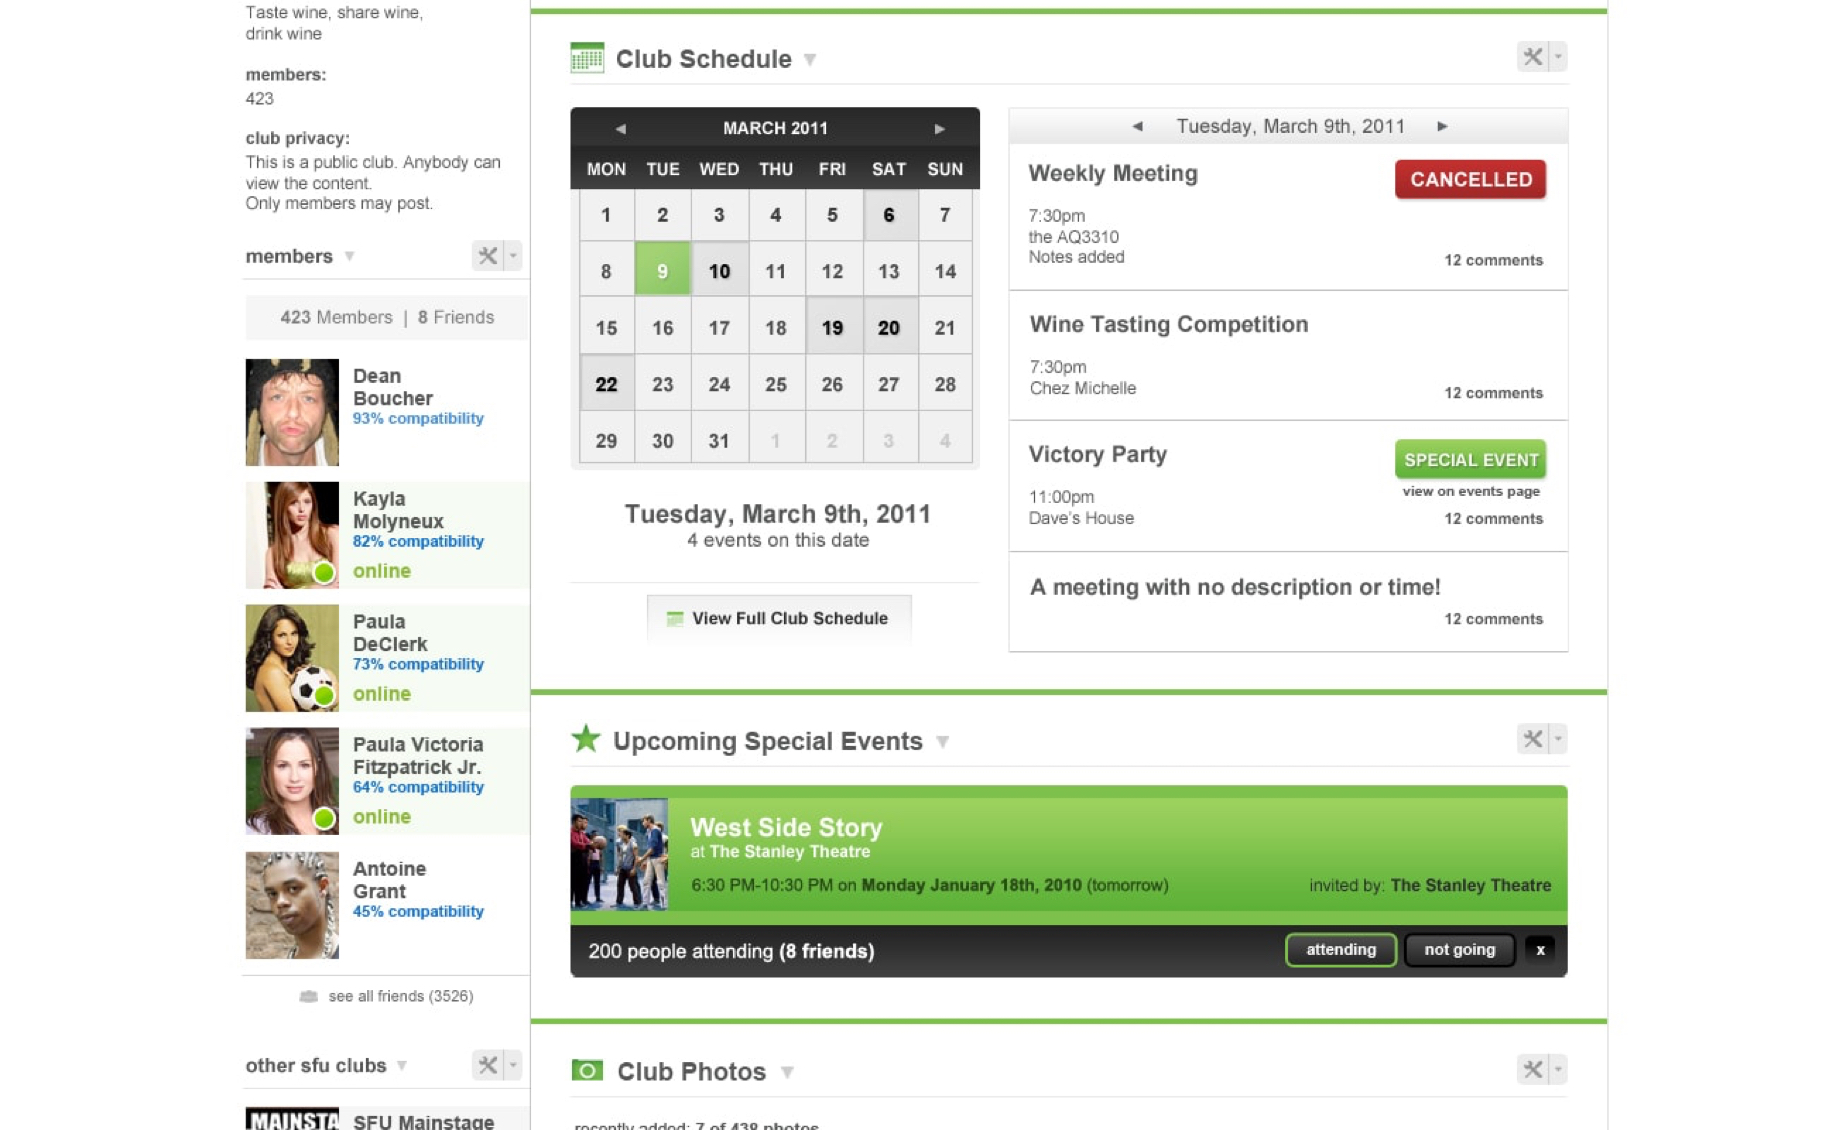 Taste wine, share wine,
drink wine
members:
423
club privacy:
This is a public club. Anybody can
view the content.
Only members may post.
members
423 Members | 8 Friends
Dean
Boucher
93% compatibility
Kayla
Molyneux
82% compatibility
online
Paula
DeClerk
73% compatibility
online
Paula Victoria
Fitzpatrick Jr.
64% compatibility
online
Antoine
Grant
45% compatibility
see all friends (3526)
other sfu clubs
MAINSTA
SFU Mainstage
Club Schedule
MARCH 2011
MON TUE WED THU FRI SAT SUN
1 2 3 4 5 6 7
8 9 10 11 12 13 14
15 16 17 18 19 20 21
22 23 24 25 26 27 28
29 30 31 1 2 3 4
Tuesday, March 9th, 2011
4 events on this date
View Full Club Schedule
Tuesday, March 9th, 2011
Weekly Meeting
CANCELLED
7:30pm
the AQ3310
Notes added
12 comments
Wine Tasting Competition
7:30pm
Chez Michelle
12 comments
Victory Party
SPECIAL EVENT
view on events page
11:00pm
Dave's House
12 comments
A meeting with no description or time!
12 comments
Upcoming Special Events
West Side Story
at The Stanley Theatre
6:30 PM-10:30 PM on Monday January 18th, 2010 (tomorrow)
invited by: The Stanley Theatre
200 people attending (8 friends)
attending
not going
x
Club Photos
recently added: 7 of 438 photos